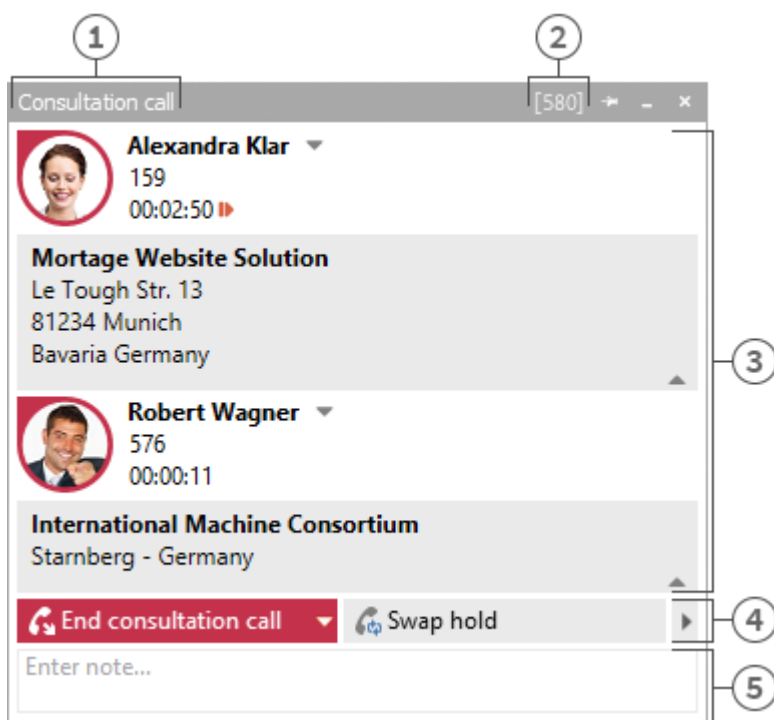 1
2
Consultation call
[580]
Alexandra Klar
159
00:02:50
Mortage Website Solution
Le Tough Str. 13
81234 Munich
Bavaria Germany
3
Robert Wagner
576
00:00:11
International Machine Consortium
Starnberg - Germany
End consultation call
Swap hold
4
Enter note...
5